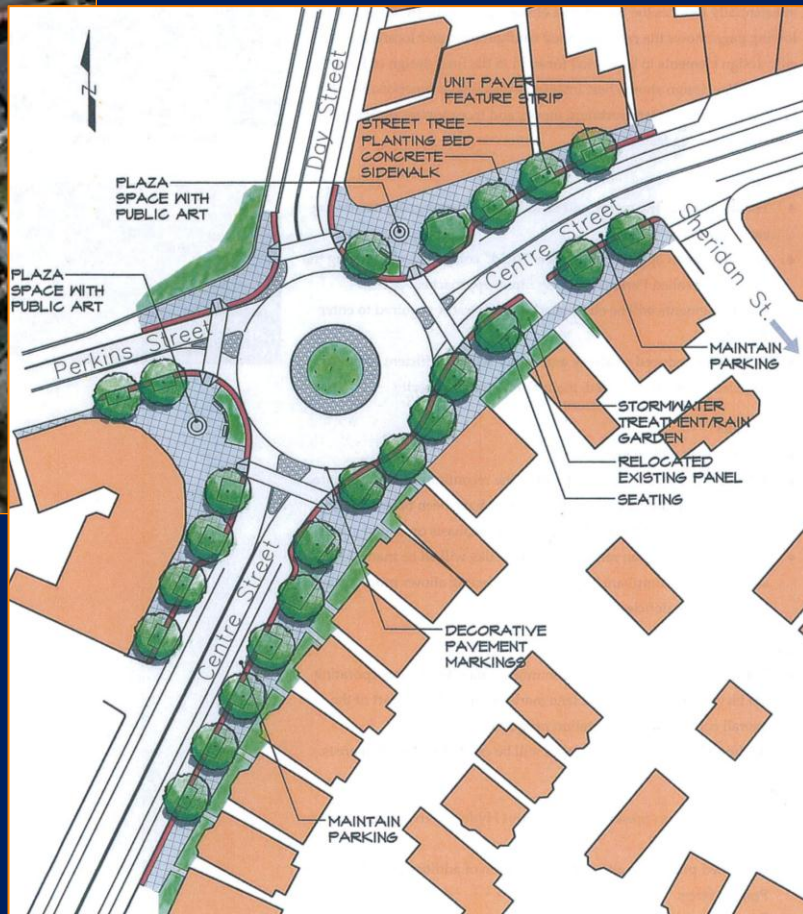 Z
Day Street
UNIT PAVER
FEATURE STRIP
STREET TREE
PLANTING BED
CONCRETE
SIDEWALK
PLAZA
SPACE WITH
PUBLIC ART
PLAZA
SPACE WITH
PUBLIC ART
Centre Street
Sheridan St.
Perkins Street
MAINTAIN
PARKING
STORMWATER
TREATMENT/RAIN
GARDEN
RELOCATED
EXISTING PANEL
SEATING
Centre Street
DECORATIVE
PAVEMENT
MARKINGS
MAINTAIN
PARKING